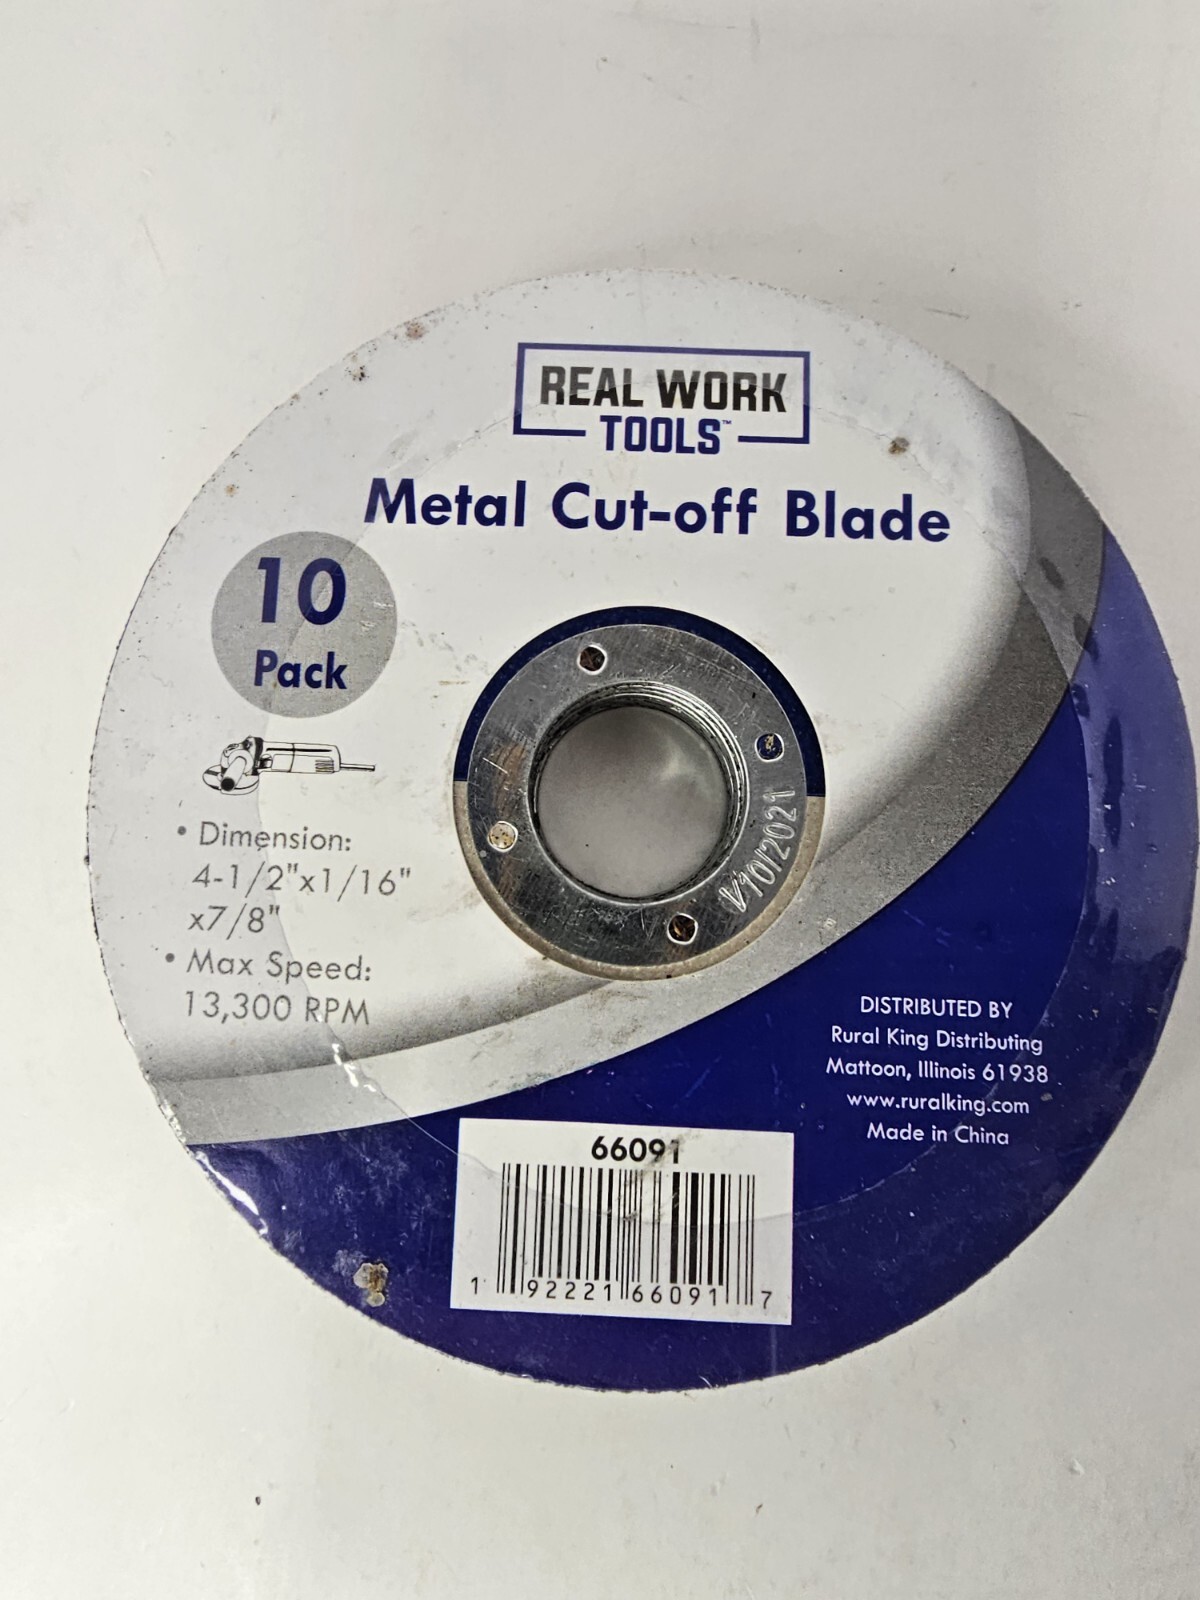 REAL WORK
TOOLS™
Metal Cut-off Blade
10
Pack
• Dimension:
4-1/2"x1/16"
x7/8"
• Max Speed:
13,300 RPM
V10/2021
DISTRIBUTED BY
Rural King Distributing
Mattoon, Illinois 61938
www.ruralking.com
Made in China
66091
1 92221 66091 7